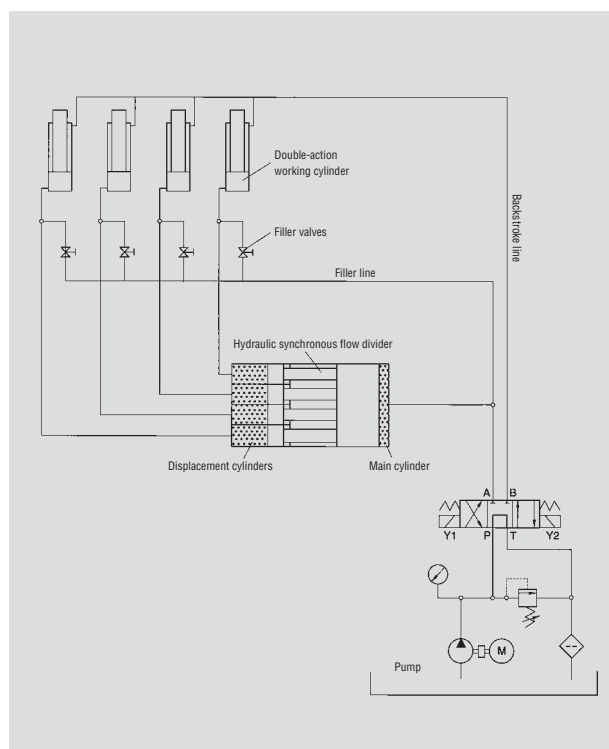 Double-action
working cylinder
Backstroke line
Filler valves
Filler line
Hydraulic synchronous flow divider
Displacement cylinders
Main cylinder
A B
Y1 P T Y2
M
Pump